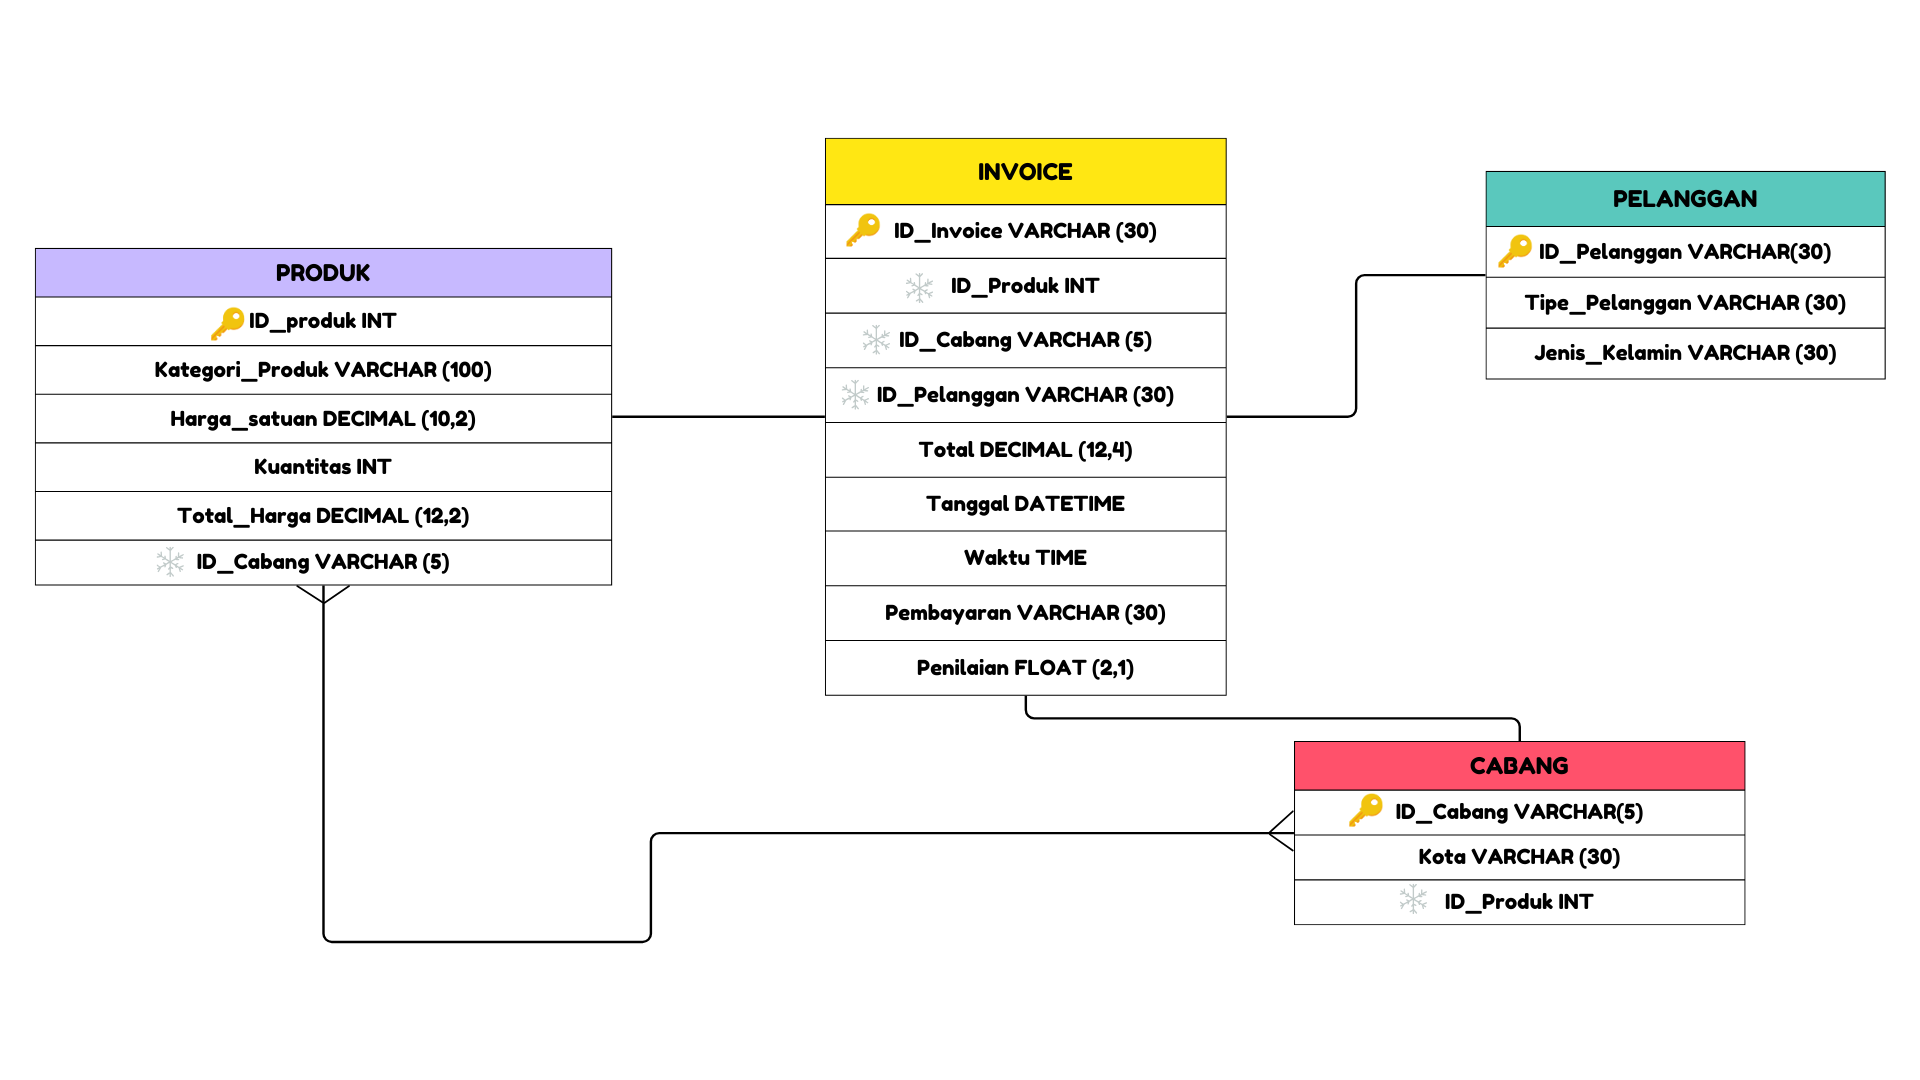 PRODUK
ID_produk INT
Kategori_Produk VARCHAR (100)
Harga_satuan DECIMAL (10,2)
Kuantitas INT
Total_Harga DECIMAL (12,2)
ID_Cabang VARCHAR (5)
INVOICE
ID_Invoice VARCHAR (30)
ID_Produk INT
ID_Cabang VARCHAR (5)
ID_Pelanggan VARCHAR (30)
Total DECIMAL (12,4)
Tanggal DATETIME
Waktu TIME
Pembayaran VARCHAR (30)
Penilaian FLOAT (2,1)
PELANGGAN
ID_Pelanggan VARCHAR(30)
Tipe_Pelanggan VARCHAR (30)
Jenis_Kelamin VARCHAR (30)
CABANG
ID_Cabang VARCHAR(5)
Kota VARCHAR (30)
ID_Produk INT